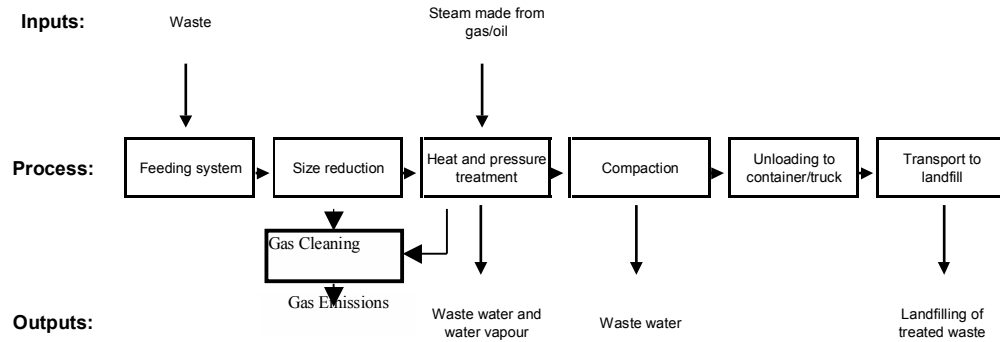 Inputs:
Waste
Steam made from
gas/oil
Process:
Feeding system
Size reduction
Heat and pressure
treatment
Compaction
Unloading to
container/truck
Transport to
landfill
Gas Cleaning
Gas Emissions
Outputs:
Waste water and
water vapour
Waste water
Landfilling of
treated waste